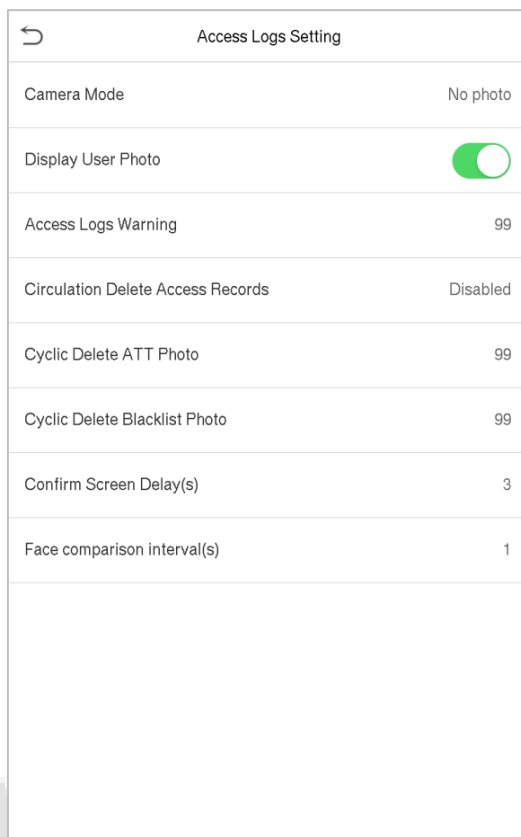 Access Logs Setting
Camera Mode No photo
Display User Photo
Access Logs Warning 99
Circulation Delete Access Records Disabled
Cyclic Delete ATT Photo 99
Cyclic Delete Blacklist Photo 99
Confirm Screen Delay(s) 3
Face comparison interval(s) 1